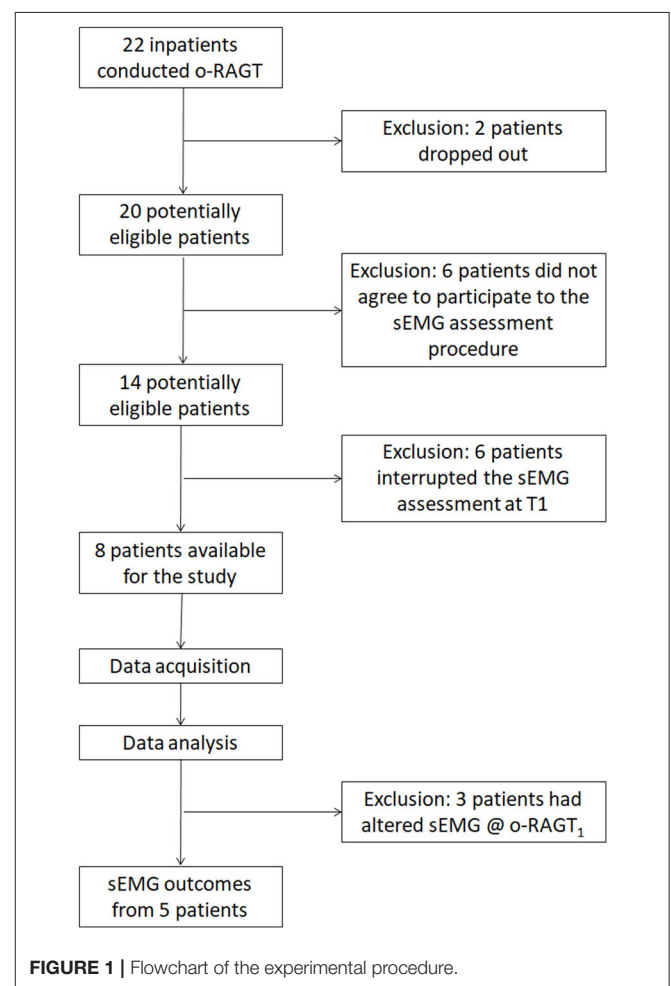 22 inpatients
conducted o-RAGT
Exclusion: 2 patients
dropped out
20 potentially
eligible patients
Exclusion: 6 patients did not
agree to participate to the
sEMG assessment
procedure
14 potentially
eligible patients
Exclusion: 6 patients
interrupted the sEMG
assessment at T1
8 patients available
for the study
Data acquisition
Data analysis
Exclusion: 3 patients had
altered sEMG @ o-RAGT₁
sEMG outcomes
from 5 patients
FIGURE 1 | Flowchart of the experimental procedure.